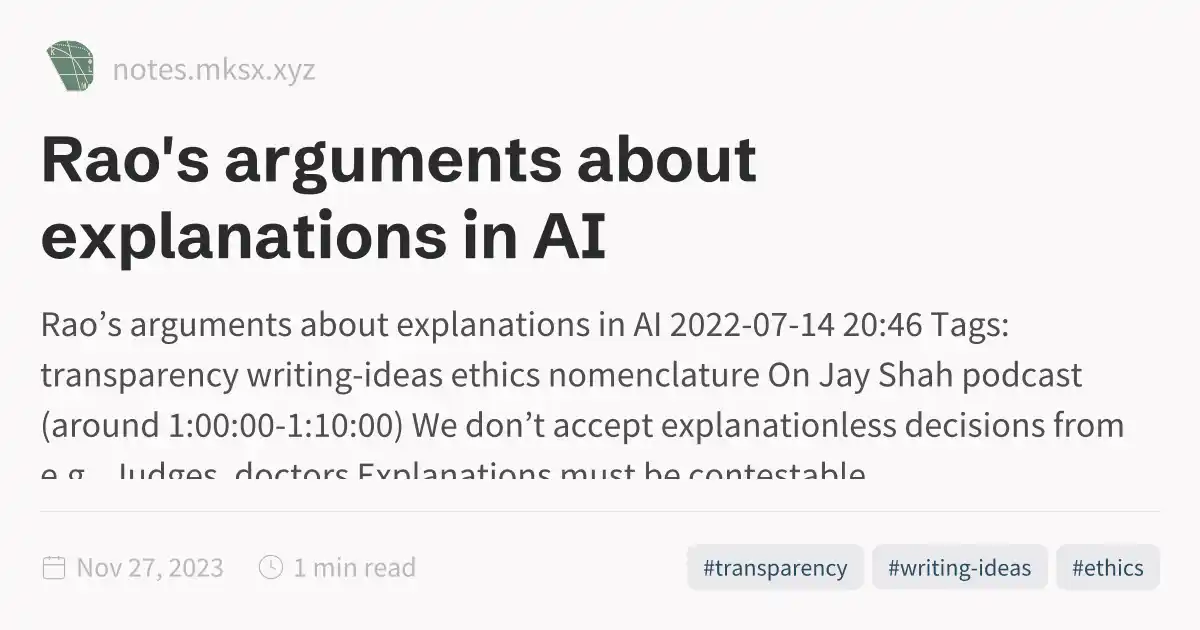 notes.mksx.xyz
Rao's arguments about
explanations in AI
Rao’s arguments about explanations in AI 2022-07-14 20:46 Tags:
transparency writing-ideas ethics nomenclature On Jay Shah podcast
(around 1:00:00-1:10:00) We don’t accept explanationless decisions from
e.g., Judges, doctors Explanations must be contestable
Nov 27, 2023
1 min read
#transparency
#writing-ideas
#ethics